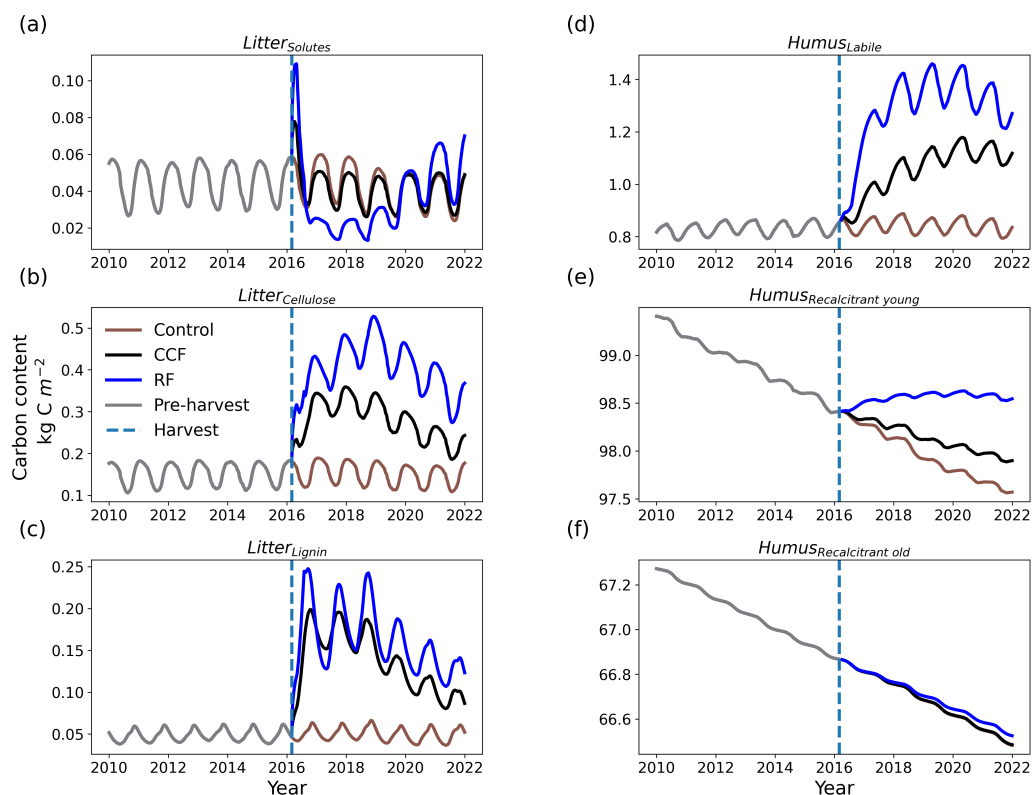 (a)
Litter_Solutes
0.10
0.08
0.06
0.04
0.02
2010 2012 2014 2016 2018 2020 2022
(b)
Litter_Cellulose
0.5
0.4
0.3
0.2
0.1
Control
CCF
RF
Pre-harvest
Harvest
2010 2012 2014 2016 2018 2020 2022
Carbon content
kg C m^−2
(c)
Litter_Lignin
0.25
0.20
0.15
0.10
0.05
2010 2012 2014 2016 2018 2020 2022
Year
(d)
Humus_Labile
1.4
1.2
1.0
0.8
2010 2012 2014 2016 2018 2020 2022
(e)
Humus_Recalcitrant young
99.0
98.5
98.0
97.5
2010 2012 2014 2016 2018 2020 2022
(f)
Humus_Recalcitrant old
67.2
67.0
66.8
66.6
2010 2012 2014 2016 2018 2020 2022
Year